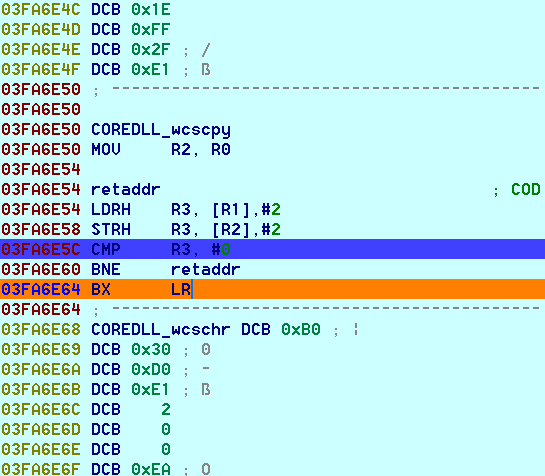 03FA6E4C DCB 0x1E
03FA6E4D DCB 0xFF
03FA6E4E DCB 0x2F ; /
03FA6E4F DCB 0xE1 ; ß
03FA6E50 ; -------------------------------------------
03FA6E50
03FA6E50 COREDLL_wcscpy
03FA6E50 MOV R2, R0
03FA6E54
03FA6E54 retaddr ; COD
03FA6E54 LDRH R3, [R1],#2
03FA6E58 STRH R3, [R2],#2
03FA6E5C CMP R3, #0
03FA6E60 BNE retaddr
03FA6E64 BX LR
03FA6E64 ; -------------------------------------------
03FA6E68 COREDLL_wcschr DCB 0xB0 ; ¦
03FA6E69 DCB 0x30 ; 0
03FA6E6A DCB 0xD0 ; -
03FA6E6B DCB 0xE1 ; ß
03FA6E6C DCB 2
03FA6E6D DCB 0
03FA6E6E DCB 0
03FA6E6F DCB 0xEA ; O